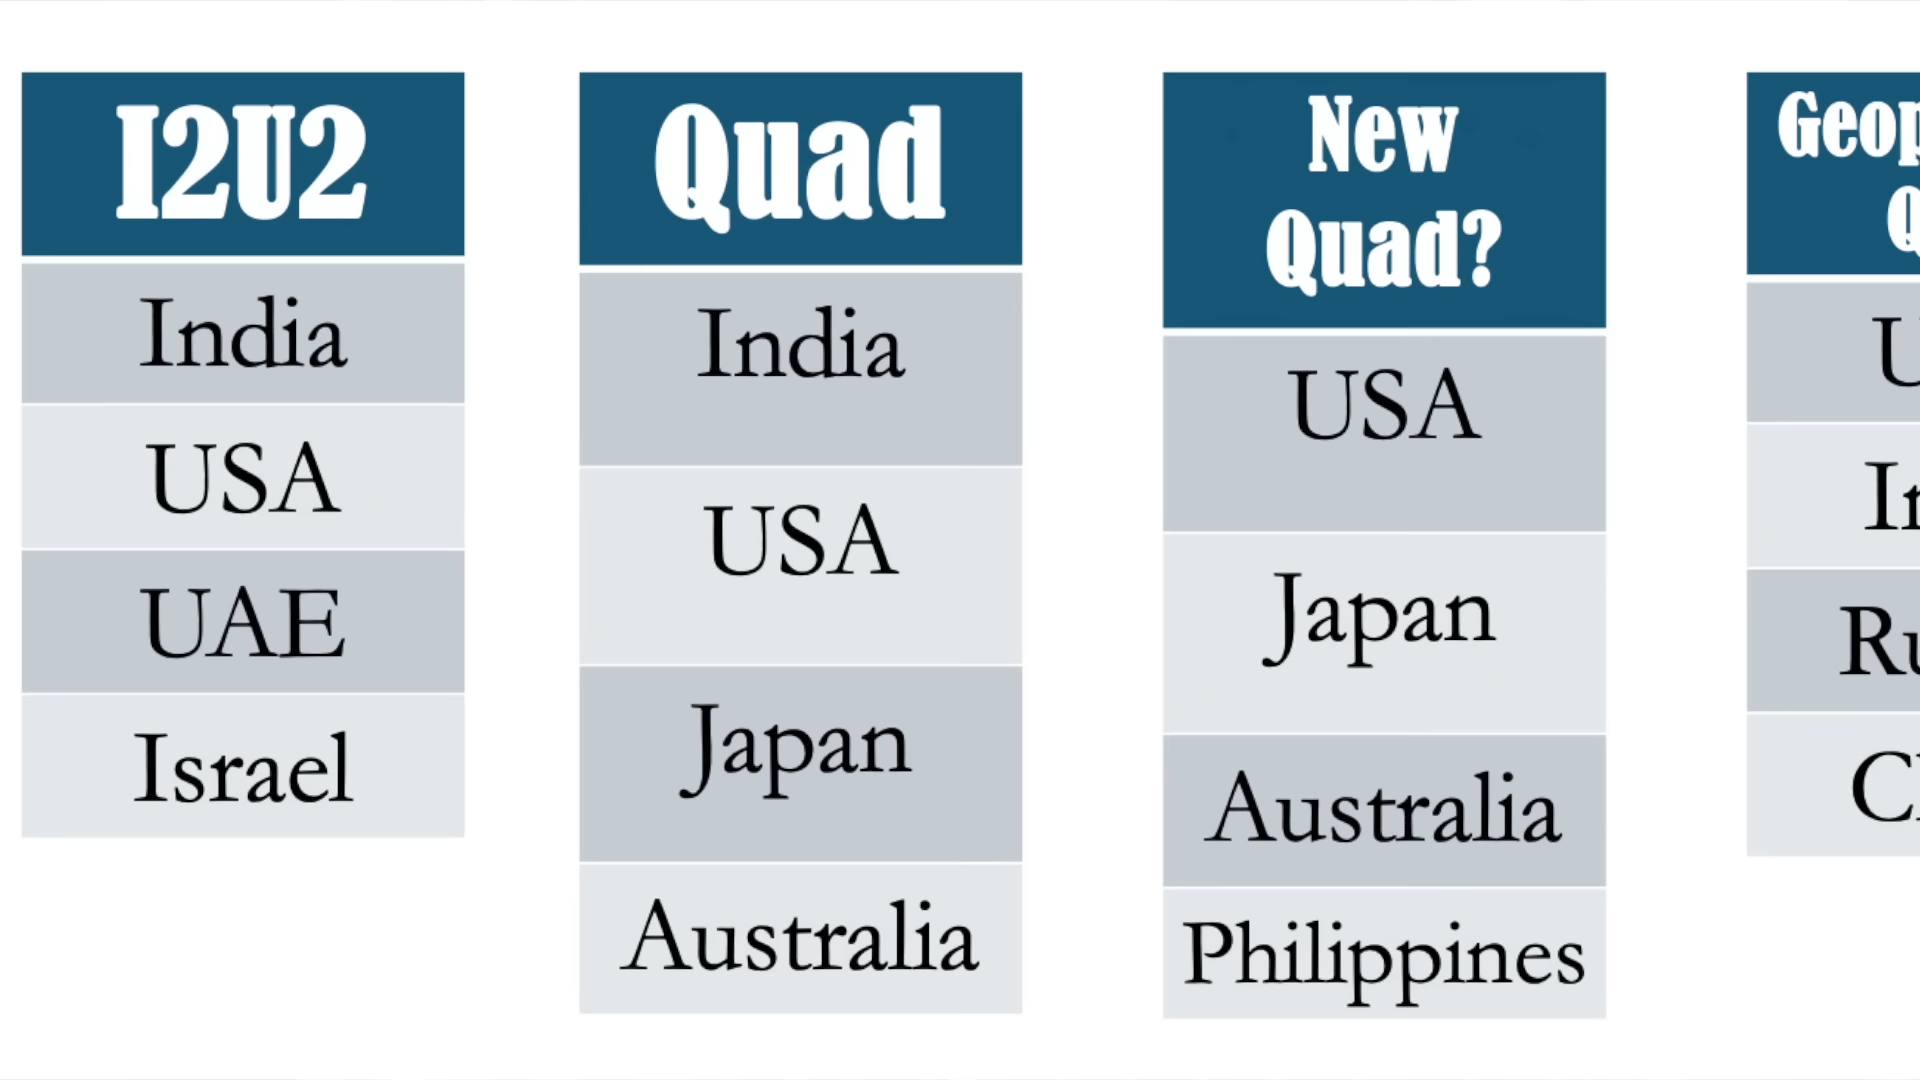 I2U2
India
USA
UAE
Israel
Quad
India
USA
Japan
Australia
New
Quad?
USA
Japan
Australia
Philippines